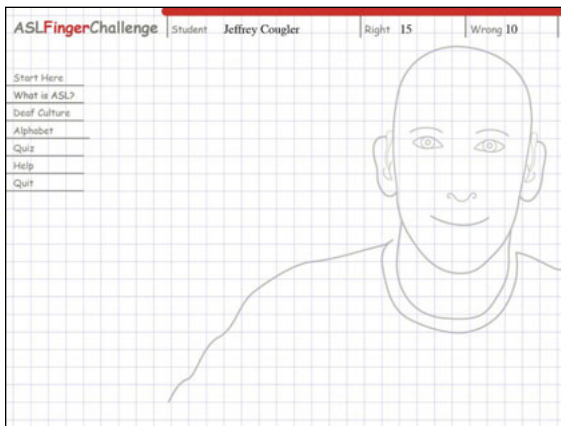 ASLFingerChallenge Student Jeffrey Cougler Right 15 Wrong 10
Start Here
What is ASL?
Deaf Culture
Alphabet
Quiz
Help
Quit